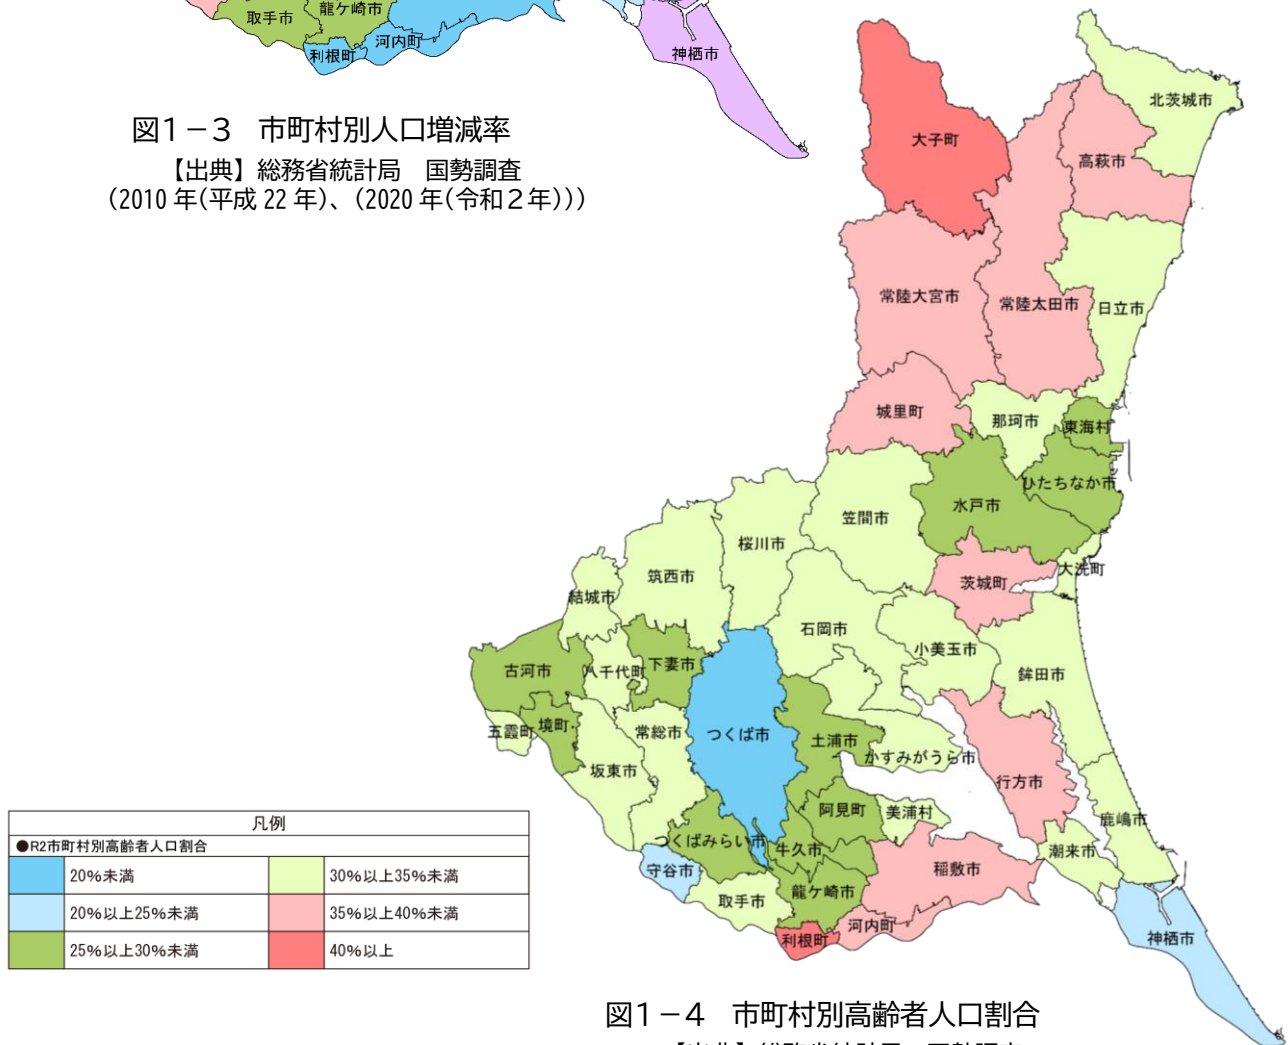 取手市
龍ケ崎市
利根町
河内町
神栖市
図1-3 市町村別人口増減率
【出典】総務省統計局 国勢調査
(2010年(平成22年)、(2020年(令和2年)))
北茨城市
大子町
高萩市
常陸大宮市
常陸太田市
日立市
城里町
那珂市
東海村
ひたちなか市
水戸市
笠間市
桜川市
筑西市
茨城町
大洗町
結城市
石岡市
小美玉市
古河市
八千代町
下妻市
鉾田市
五霞町
境町
常総市
つくば市
土浦市
かすみがうら市
坂東市
行方市
阿見町
美浦村
鹿嶋市
つくばみらい市
牛久市
潮来市
守谷市
稲敷市
取手市
龍ケ崎市
河内町
利根町
神栖市
凡例
●R2市町村別高齢者人口割合
20%未満
30%以上35%未満
20%以上25%未満
35%以上40%未満
25%以上30%未満
40%以上
図1-4 市町村別高齢者人口割合